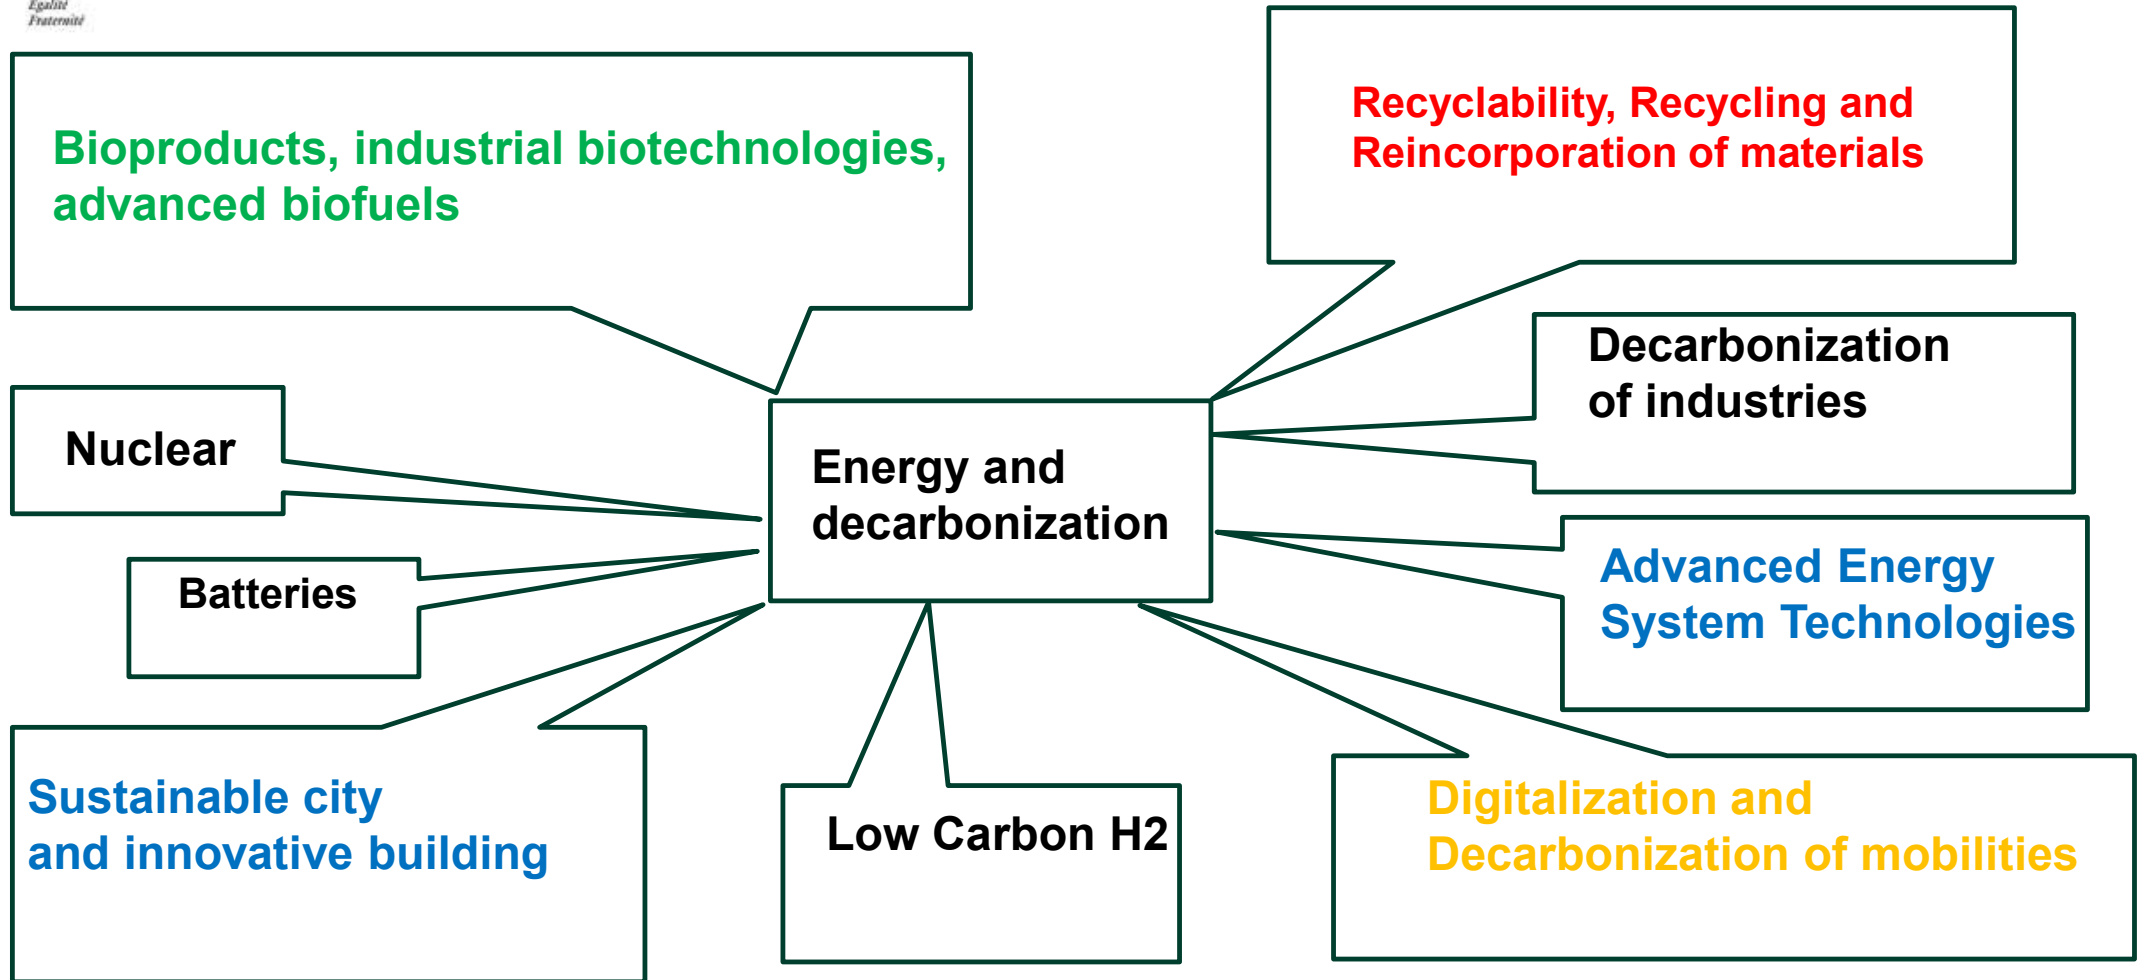 Égalité
Fraternité
Bioproducts, industrial biotechnologies,
advanced biofuels
Recyclability, Recycling and
Reincorporation of materials
Decarbonization
of industries
Nuclear
Energy and
decarbonization
Advanced Energy
System Technologies
Batteries
Sustainable city
and innovative building
Low Carbon H2
Digitalization and
Decarbonization of mobilities